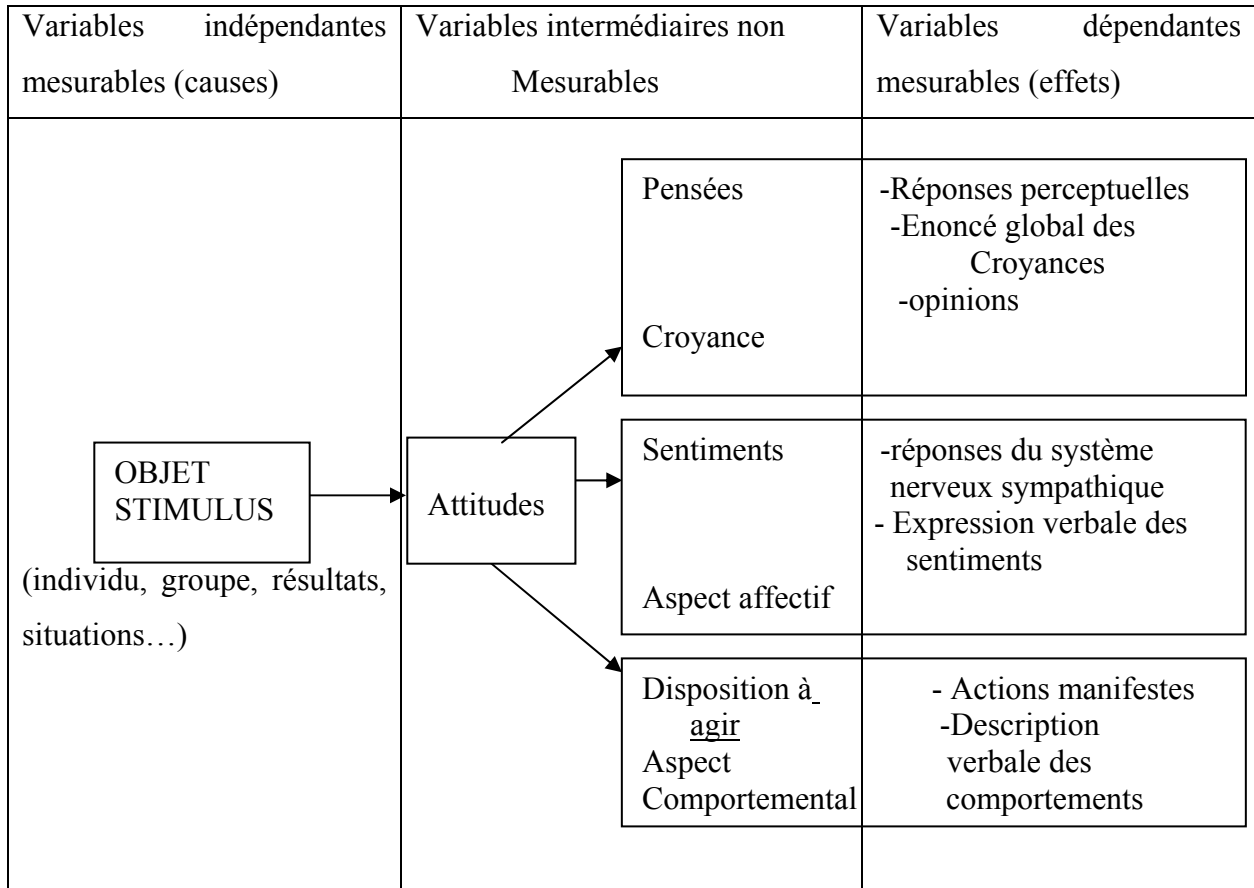 Variables indépendantes
mesurables (causes)
Variables intermédiaires non
Mesurables
Variables dépendantes
mesurables (effets)
OBJET
STIMULUS
(individu, groupe, résultats,
situations…)
Attitudes
Pensées
Croyance
-Réponses perceptuelles
-Enoncé global des
Croyances
-opinions
Sentiments
Aspect affectif
-réponses du système
nerveux sympathique
- Expression verbale des
sentiments
Disposition à
agir
Aspect
Comportemental
- Actions manifestes
-Description
verbale des
comportements